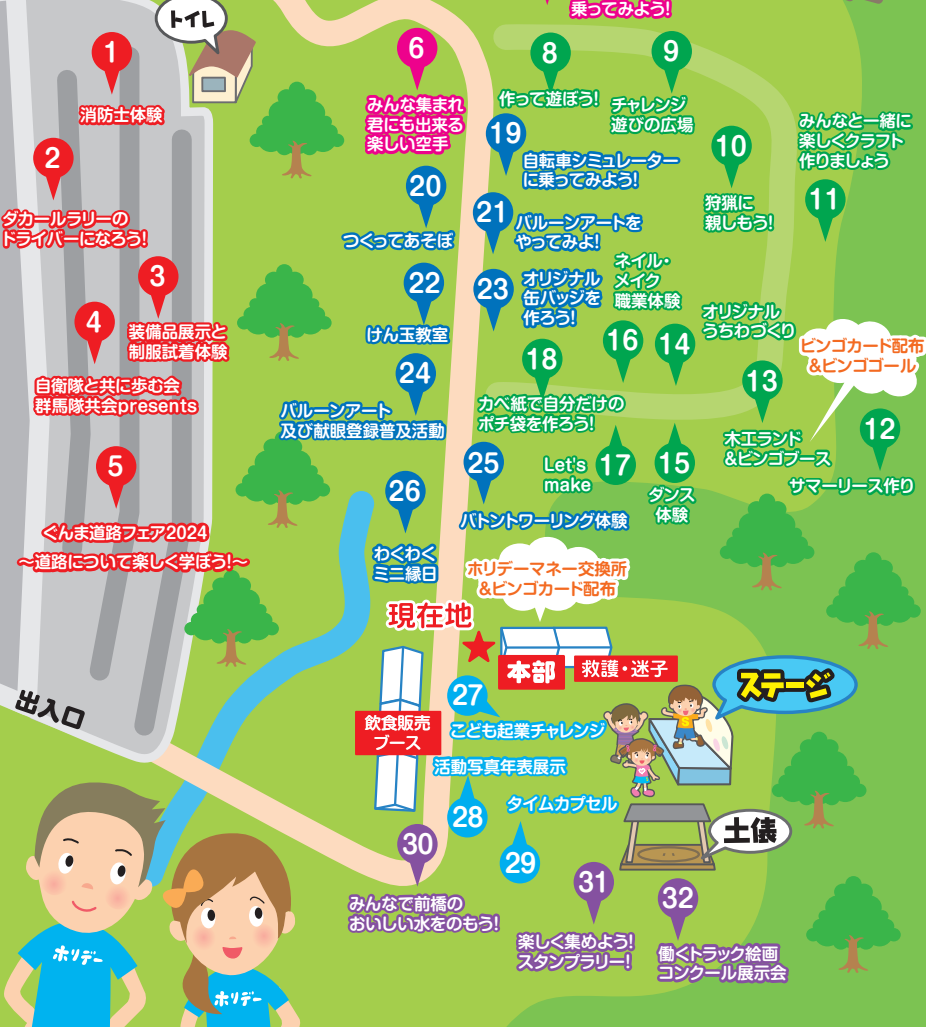 乗ってみよう!
トイレ
1
消防士体験
2
ダカールラリーの
ドライバーになろう!
3
装備品展示と
制服試着体験
4
自衛隊と共に歩む会
群馬隊共会presents
5
ぐんま道路フェア2024
～道路について楽しく学ぼう!～
出入口
6
みんな集まれ
君にも出来る
楽しい空手
8
作って遊ぼう!
9
チャレンジ
遊びの広場
10
狩猟に
親しもう!
みんなと一緒に
楽しくクラフト
作りましょう
11
19
自転車シミュレーター
に乗ってみよう!
20
つくってあそぼ
21
バルーンアートを
やってみよ!
22
けん玉教室
23
オリジナル
缶バッジを
作ろう!
24
バルーンアート
及び献眼登録普及活動
ネイル・
メイク
職業体験
16
14
オリジナル
うちわづくり
13
木工ランド
&ビンゴブース
ビンゴカード配布
&ビンゴゴール
12
サマーリース作り
18
カベ紙で自分だけの
ポチ袋を作ろう!
Let's
make
17
15
ダンス
体験
25
バトントワーリング体験
26
わくわく
ミニ縁日
ホリデーマネー交換所
&ビンゴカード配布
現在地
本部
救護・迷子
飲食販売
ブース
27
こども起業チャレンジ
活動写真年表展示
28
タイムカプセル
29
ステージ
S
土俵
30
みんなで前橋の
おいしい水をのもう!
31
楽しく集めよう!
スタンプラリー!
32
働くトラック絵画
コンクール展示会
ホリデー
ホリデー